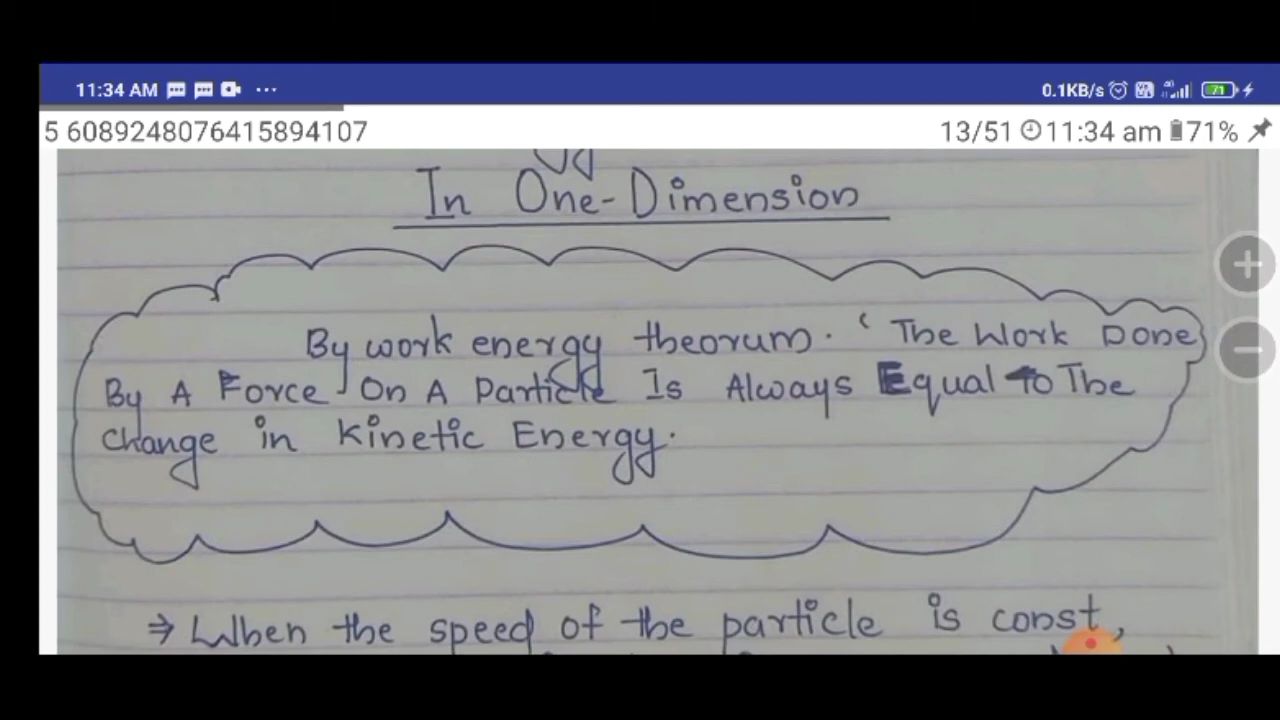 11:34 AM ...
0.1KB/s 4G 71
5 6089248076415894107
13/51 11:34 am 71%
In One-Dimension
By work energy theorum. ‘ The Work Done
By A Force On A Particle Is Always Equal To The
Change in Kinetic Energy.
⇒ When the speed of the particle is const,